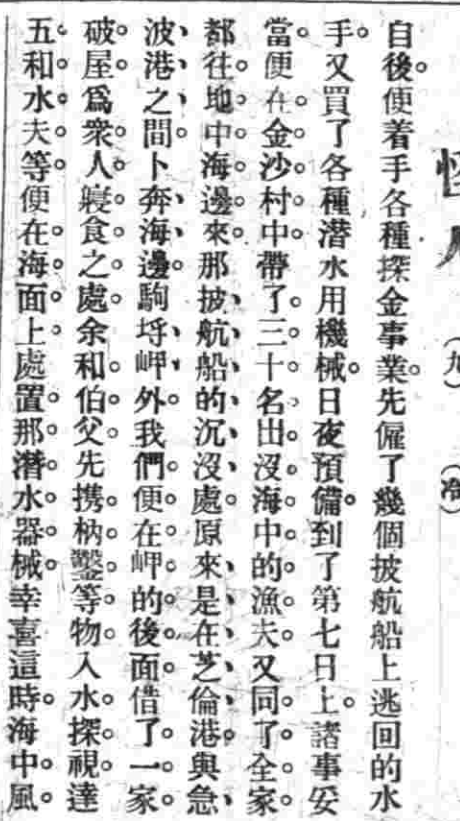 （九） （冷）
自後。便着手各種探金事業。先僱了幾個披航船上逃回的水
手。又買了各種潜水用機械。日夜預備。到了第七日上。諸事妥
當。便在金沙村中帶了三十名出沒海中的漁夫又同了全家
都往地中海邊來那披航船的沉沒處原來是在芝倫港與急
波港之間卜奔海邊駒埒岬外我們便在岬的後面借了一家
破屋爲衆人寢食之處余和伯父先携枘鑿等物入水探視達
五和水夫等便在海面上處置那潛水器械幸喜這時海中風